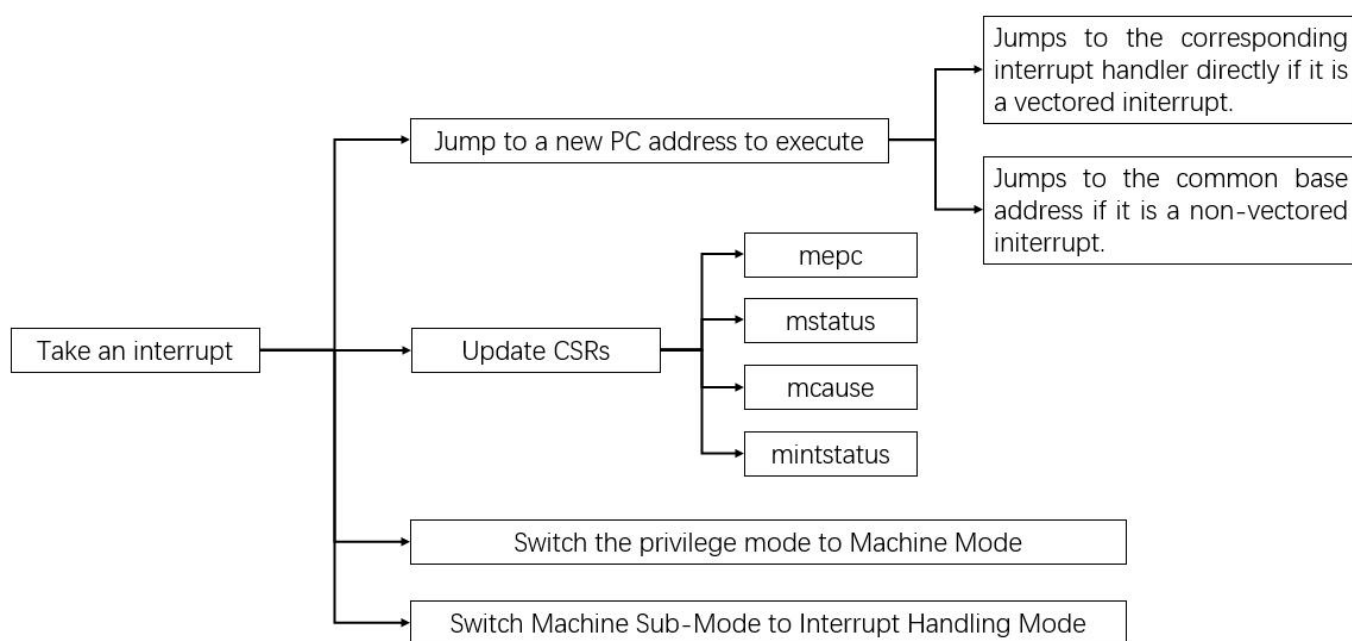 Take an interrupt
Jump to a new PC address to execute
Jumps to the corresponding
interrupt handler directly if it is
a vectored initerrupt.
Jumps to the common base
address if it is a non-vectored
initerrupt.
Update CSRs
mepc
mstatus
mcause
mintstatus
Switch the privilege mode to Machine Mode
Switch Machine Sub-Mode to Interrupt Handling Mode